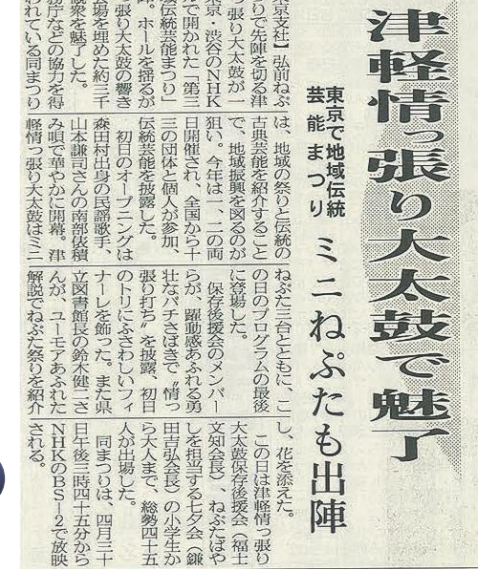 津軽情っ張り大太鼓で魅了
東京で地域伝統
芸能まつり
ミニねぷたも出陣
京支社】弘前ねぷ
りで先陣を切る津
っ張り大太鼓が一
京・渋谷のNHK
ルで開かれた「第三
域伝統芸能まつり」
、ホールを揺るが
張り大太鼓の響き
会場を埋めた約三千
聴衆を魅了した。
務庁などの協力を得
われている同まつり
は、地域の祭りと伝統の
古典芸能を紹介すること
で、地域振興を図るのが
狙い。今年は一、二の両
日開催され、全国から十
三の団体と個人が参加、
伝統芸能を披露した。
初日のオープニングは
森田村出身の民謡歌手、
山本謙司さんの南部俵積
み唄で華やかに開幕。津
軽情っ張り大太鼓はミニ
ねぷた三台とともに、こ
の日のプログラムの最後
に登場した。
保存後援会のメンバー
らが、躍動感あふれる勇
壮なバチさばきで〝情っ
張り打ち〟を披露、初日
のトリにふさわしいフィ
ナーレを飾った。また県
立図書館長の鈴木健二さ
んが、ユーモアあふれた
解説でねぷた祭りを紹介
し、花を添えた。
この日は津軽情っ張り
大太鼓保存後援会（福士
文知会長）、ねぷたばや
しを担当する七夕会（鎌
田吉弘会長）の小学生か
ら大人まで、総勢四十五
人が出場した。
同まつりは、四月三十
日午後三時四十五分から
NHKのBS―2で放映
される。